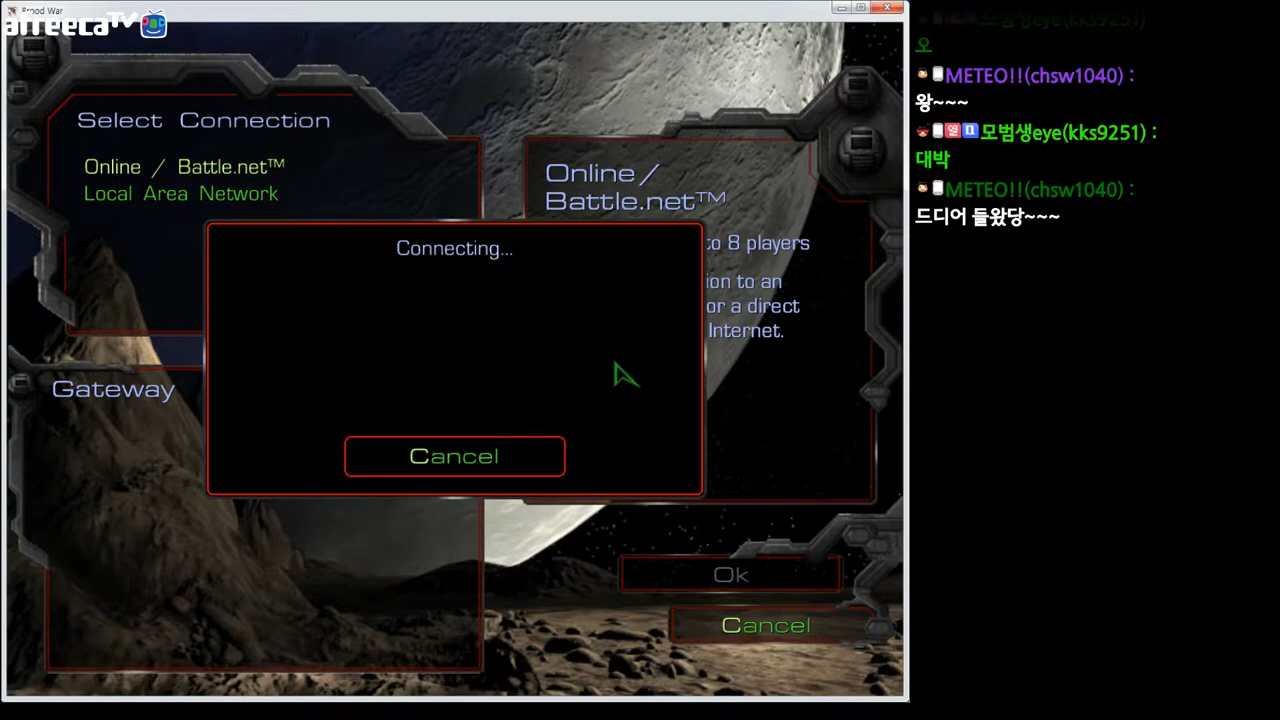 Brood War
afreecaTV
Select Connection
Online / Battle.net™
Local Area Network
Online/
Battle.net™
to 8 players
ion to an
or a direct
Internet.
Connecting...
Cancel
Gateway
Ok
Cancel
오
METEO!!(chsw1040) :
왕~~~
열 모범생eye(kks9251) :
대박
METEO!!(chsw1040) :
드디어 들왔당~~~